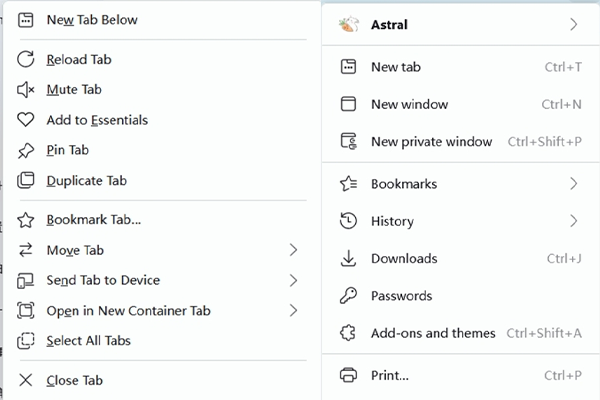 New Tab Below
Reload Tab
Mute Tab
Add to Essentials
Pin Tab
Duplicate Tab
Bookmark Tab...
Move Tab
Send Tab to Device
Open in New Container Tab
Select All Tabs
Close Tab
Astral
New tab Ctrl+T
New window Ctrl+N
New private window Ctrl+Shift+P
Bookmarks
History
Downloads Ctrl+J
Passwords
Add-ons and themes Ctrl+Shift+A
Print... Ctrl+P